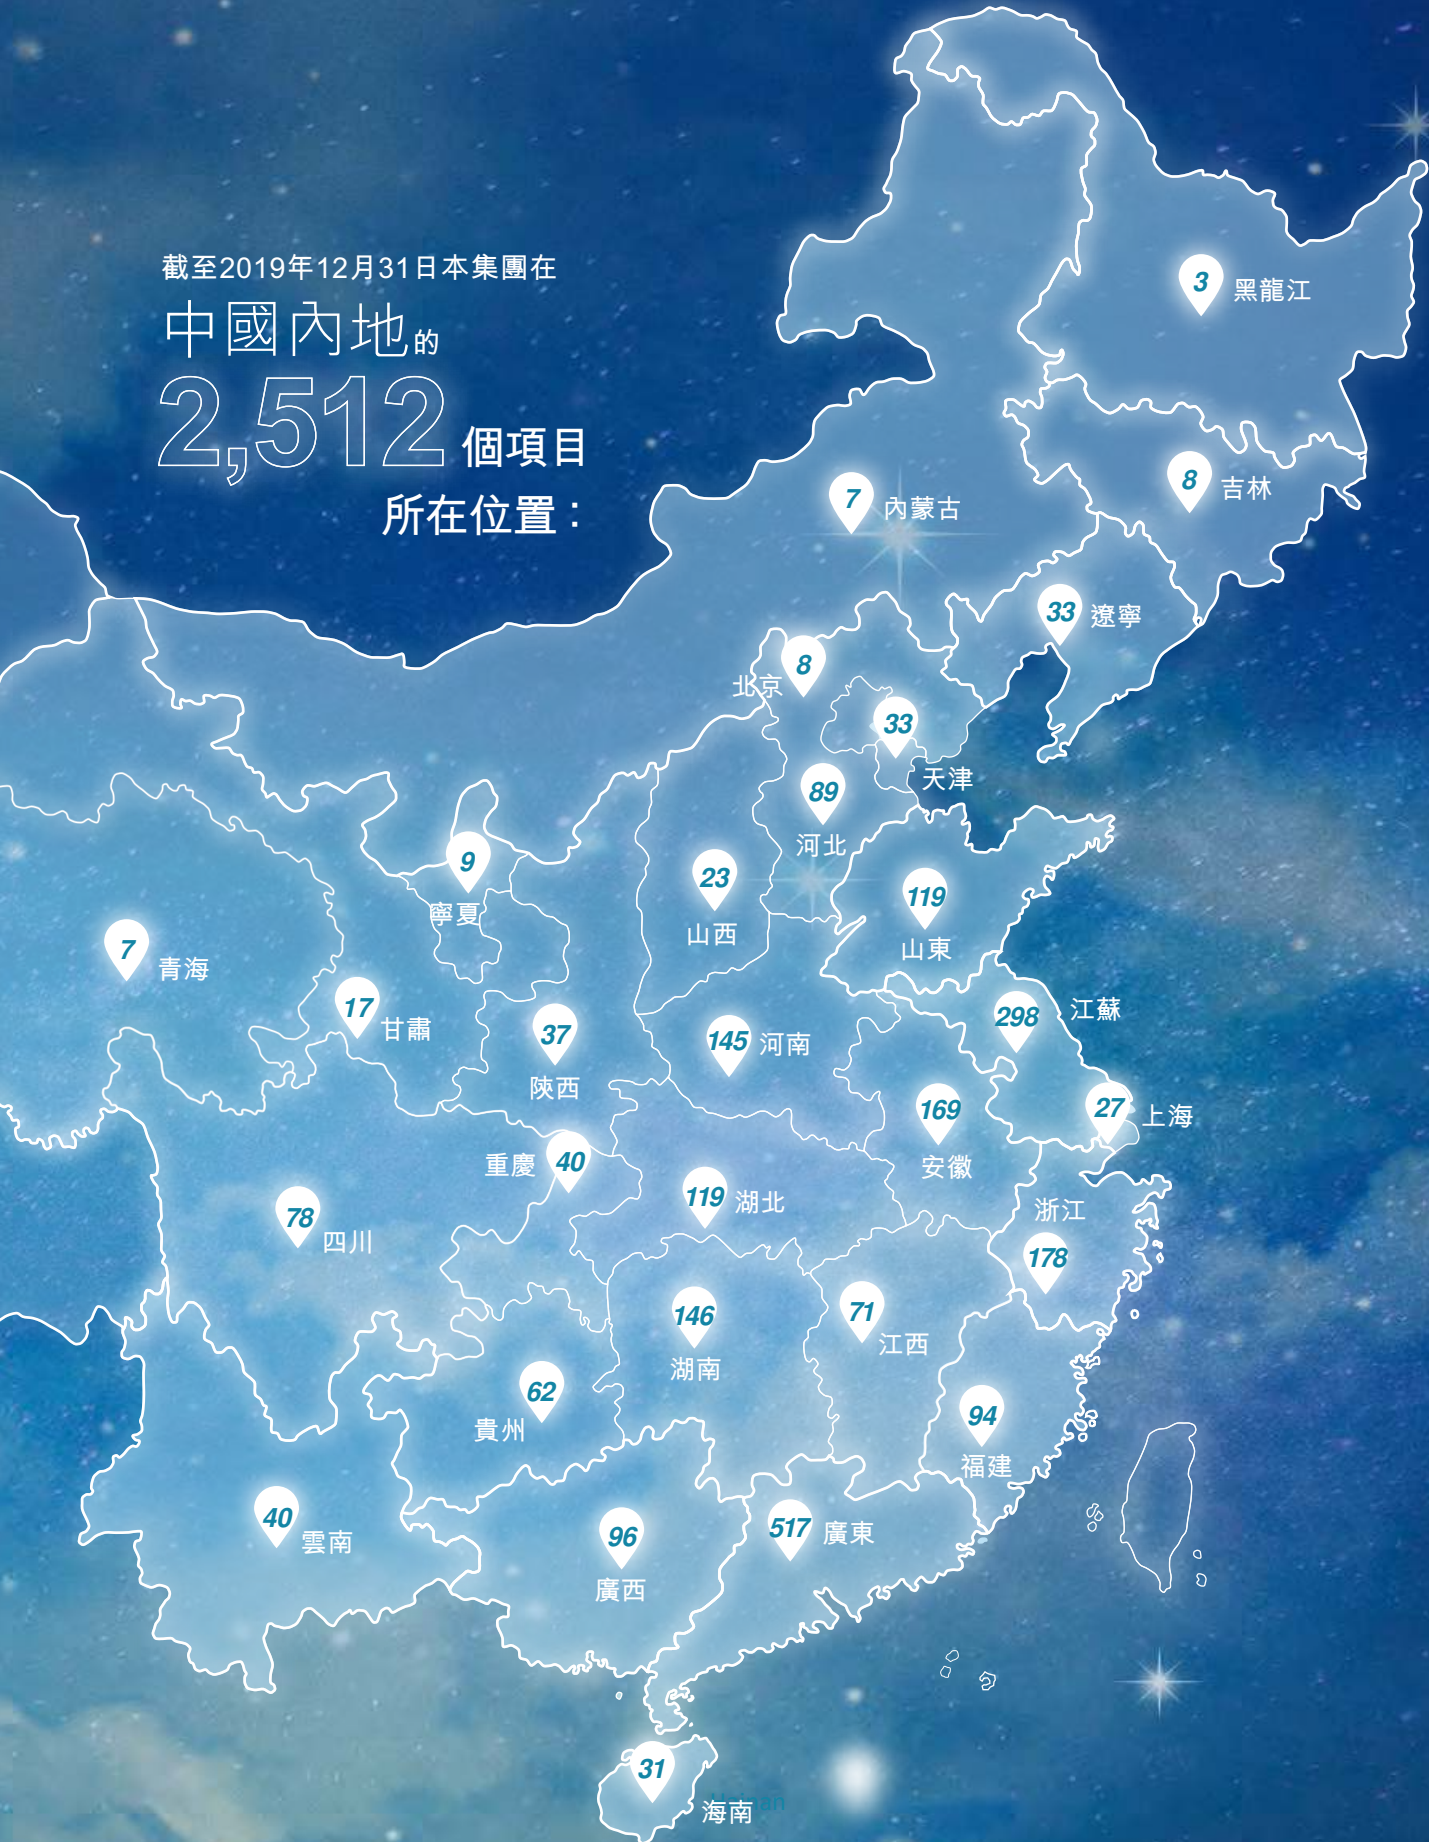 截至2019年12月31日本集團在
中國內地的
2,512個項目
所在位置：
3 黑龍江
8 吉林
7 內蒙古
33 遼寧
8
北京
33
天津
89
河北
9
寧夏
23
山西
119
山東
7 青海
17 甘肅
37
陝西
145 河南
298 江蘇
169
安徽
27 上海
重慶 40
78 四川
119 湖北
浙江
178
146
湖南
71
江西
62
貴州
94
福建
40 雲南
96
廣西
517 廣東
31
海南